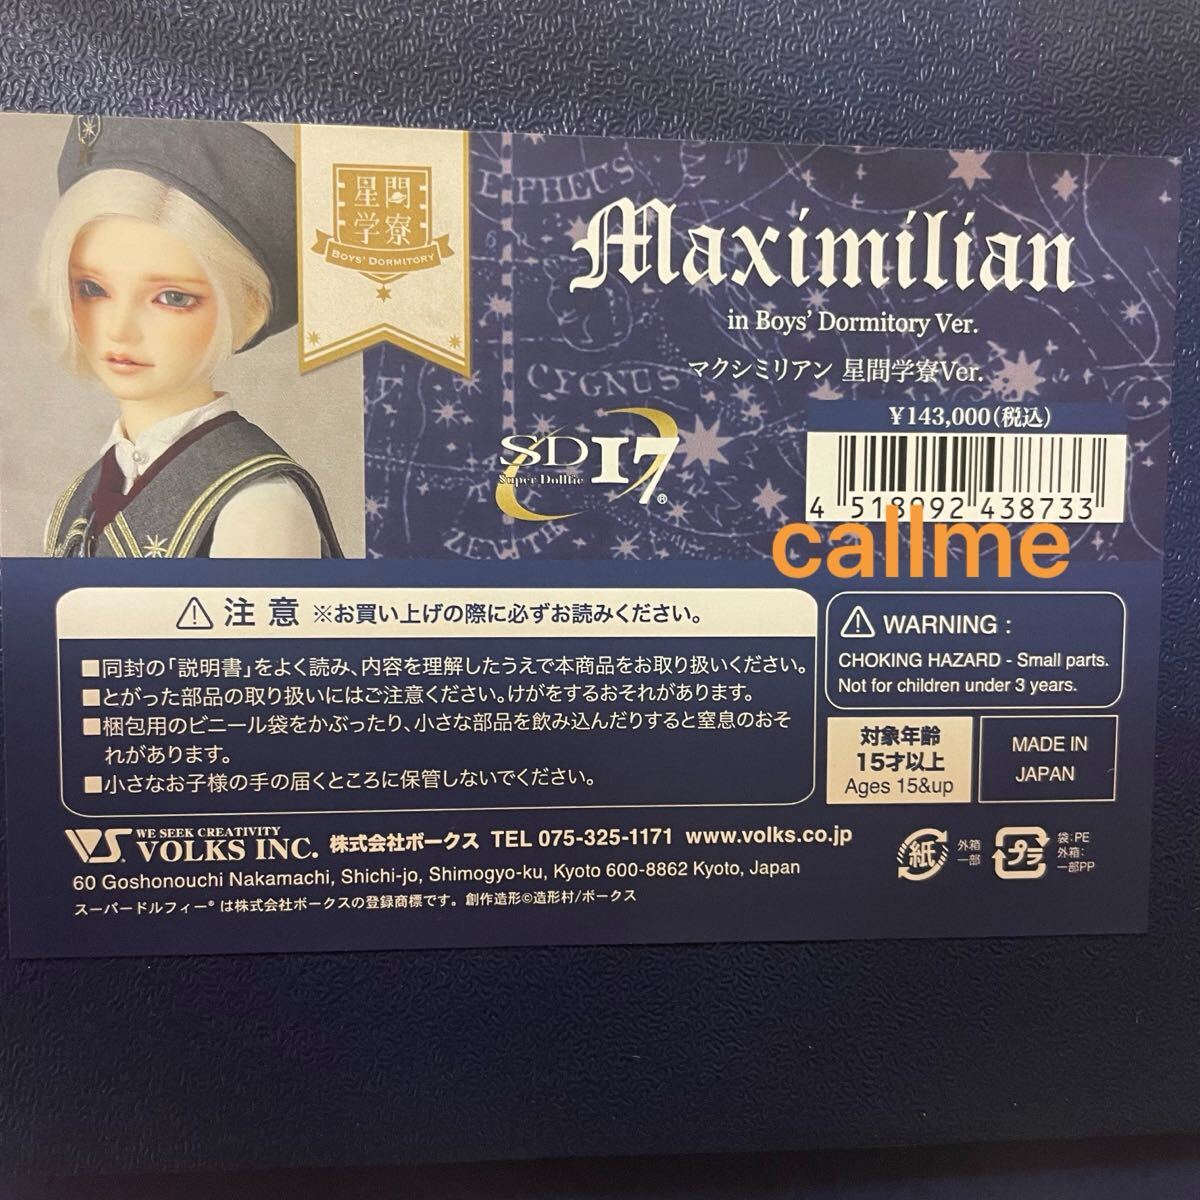 星間
学寮
BOYS' DORMITORY
CEPHEUS
Maximilian
in Boys' Dormitory Ver.
マクシミリアン 星間学寮Ver.
CYGNUS
SD17®
Super Dollfie
¥143,000(税込)
4 518992 438733
callme
ZENITH
⚠ 注意 ※お買い上げの際に必ずお読みください。
■同封の「説明書」をよく読み、内容を理解したうえで本商品をお取り扱いください。
■とがった部品の取り扱いにはご注意ください。けがをするおそれがあります。
■梱包用のビニール袋をかぶったり、小さな部品を飲み込んだりすると窒息のおそ
れがあります。
■小さなお子様の手の届くところに保管しないでください。
⚠ WARNING :
CHOKING HAZARD - Small parts.
Not for children under 3 years.
対象年齢
15才以上
Ages 15&up
MADE IN
JAPAN
VS. WE SEEK CREATIVITY
VOLKS INC. 株式会社ボークス TEL 075-325-1171 www.volks.co.jp
60 Goshonouchi Nakamachi, Shichi-jo, Shimogyo-ku, Kyoto 600-8862 Kyoto, Japan
スーパードルフィー®は株式会社ボークスの登録商標です。創作造形©造形村/ボークス
紙
外箱
一部
プラ
袋:PE
外箱:
一部PP